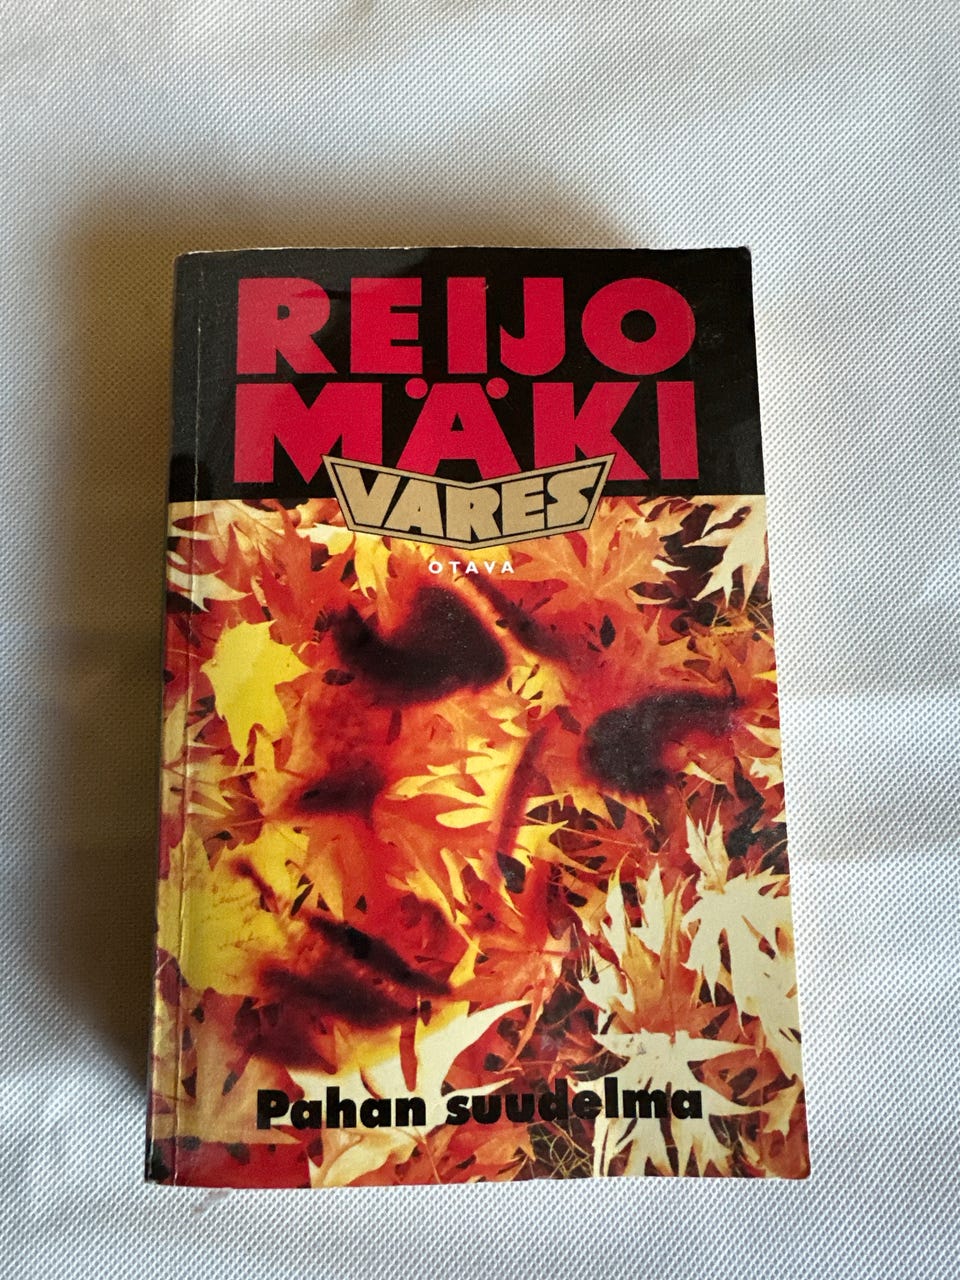 REIJO
MÄKI
VARES
OTAVA
Pahan suudelma